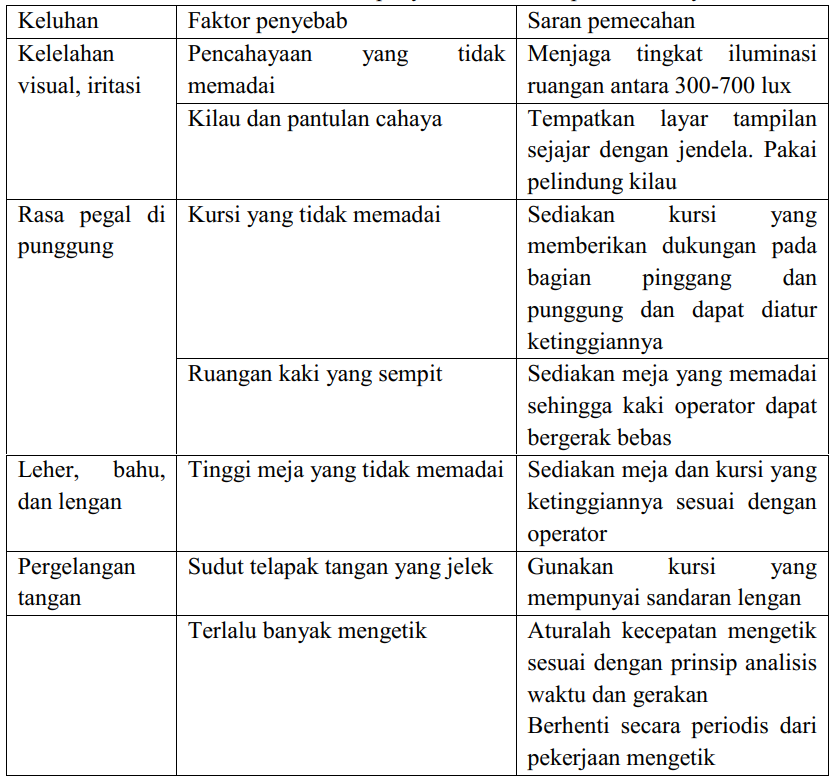 Keluhan Faktor penyebab Saran pemecahan
Kelelahan visual, iritasi
Pencahayaan yang tidak memadai
Menjaga tingkat iluminasi ruangan antara 300-700 lux
Kilau dan pantulan cahaya
Tempatkan layar tampilan sejajar dengan jendela. Pakai pelindung kilau
Rasa pegal di punggung
Kursi yang tidak memadai
Sediakan kursi yang memberikan dukungan pada bagian pinggang dan punggung dan dapat diatur ketinggiannya
Ruangan kaki yang sempit
Sediakan meja yang memadai sehingga kaki operator dapat bergerak bebas
Leher, bahu, dan lengan
Tinggi meja yang tidak memadai
Sediakan meja dan kursi yang ketinggiannya sesuai dengan operator
Pergelangan tangan
Sudut telapak tangan yang jelek
Gunakan kursi yang mempunyai sandaran lengan
Terlalu banyak mengetik
Aturalah kecepatan mengetik sesuai dengan prinsip analisis waktu dan gerakan
Berhenti secara periodis dari pekerjaan mengetik